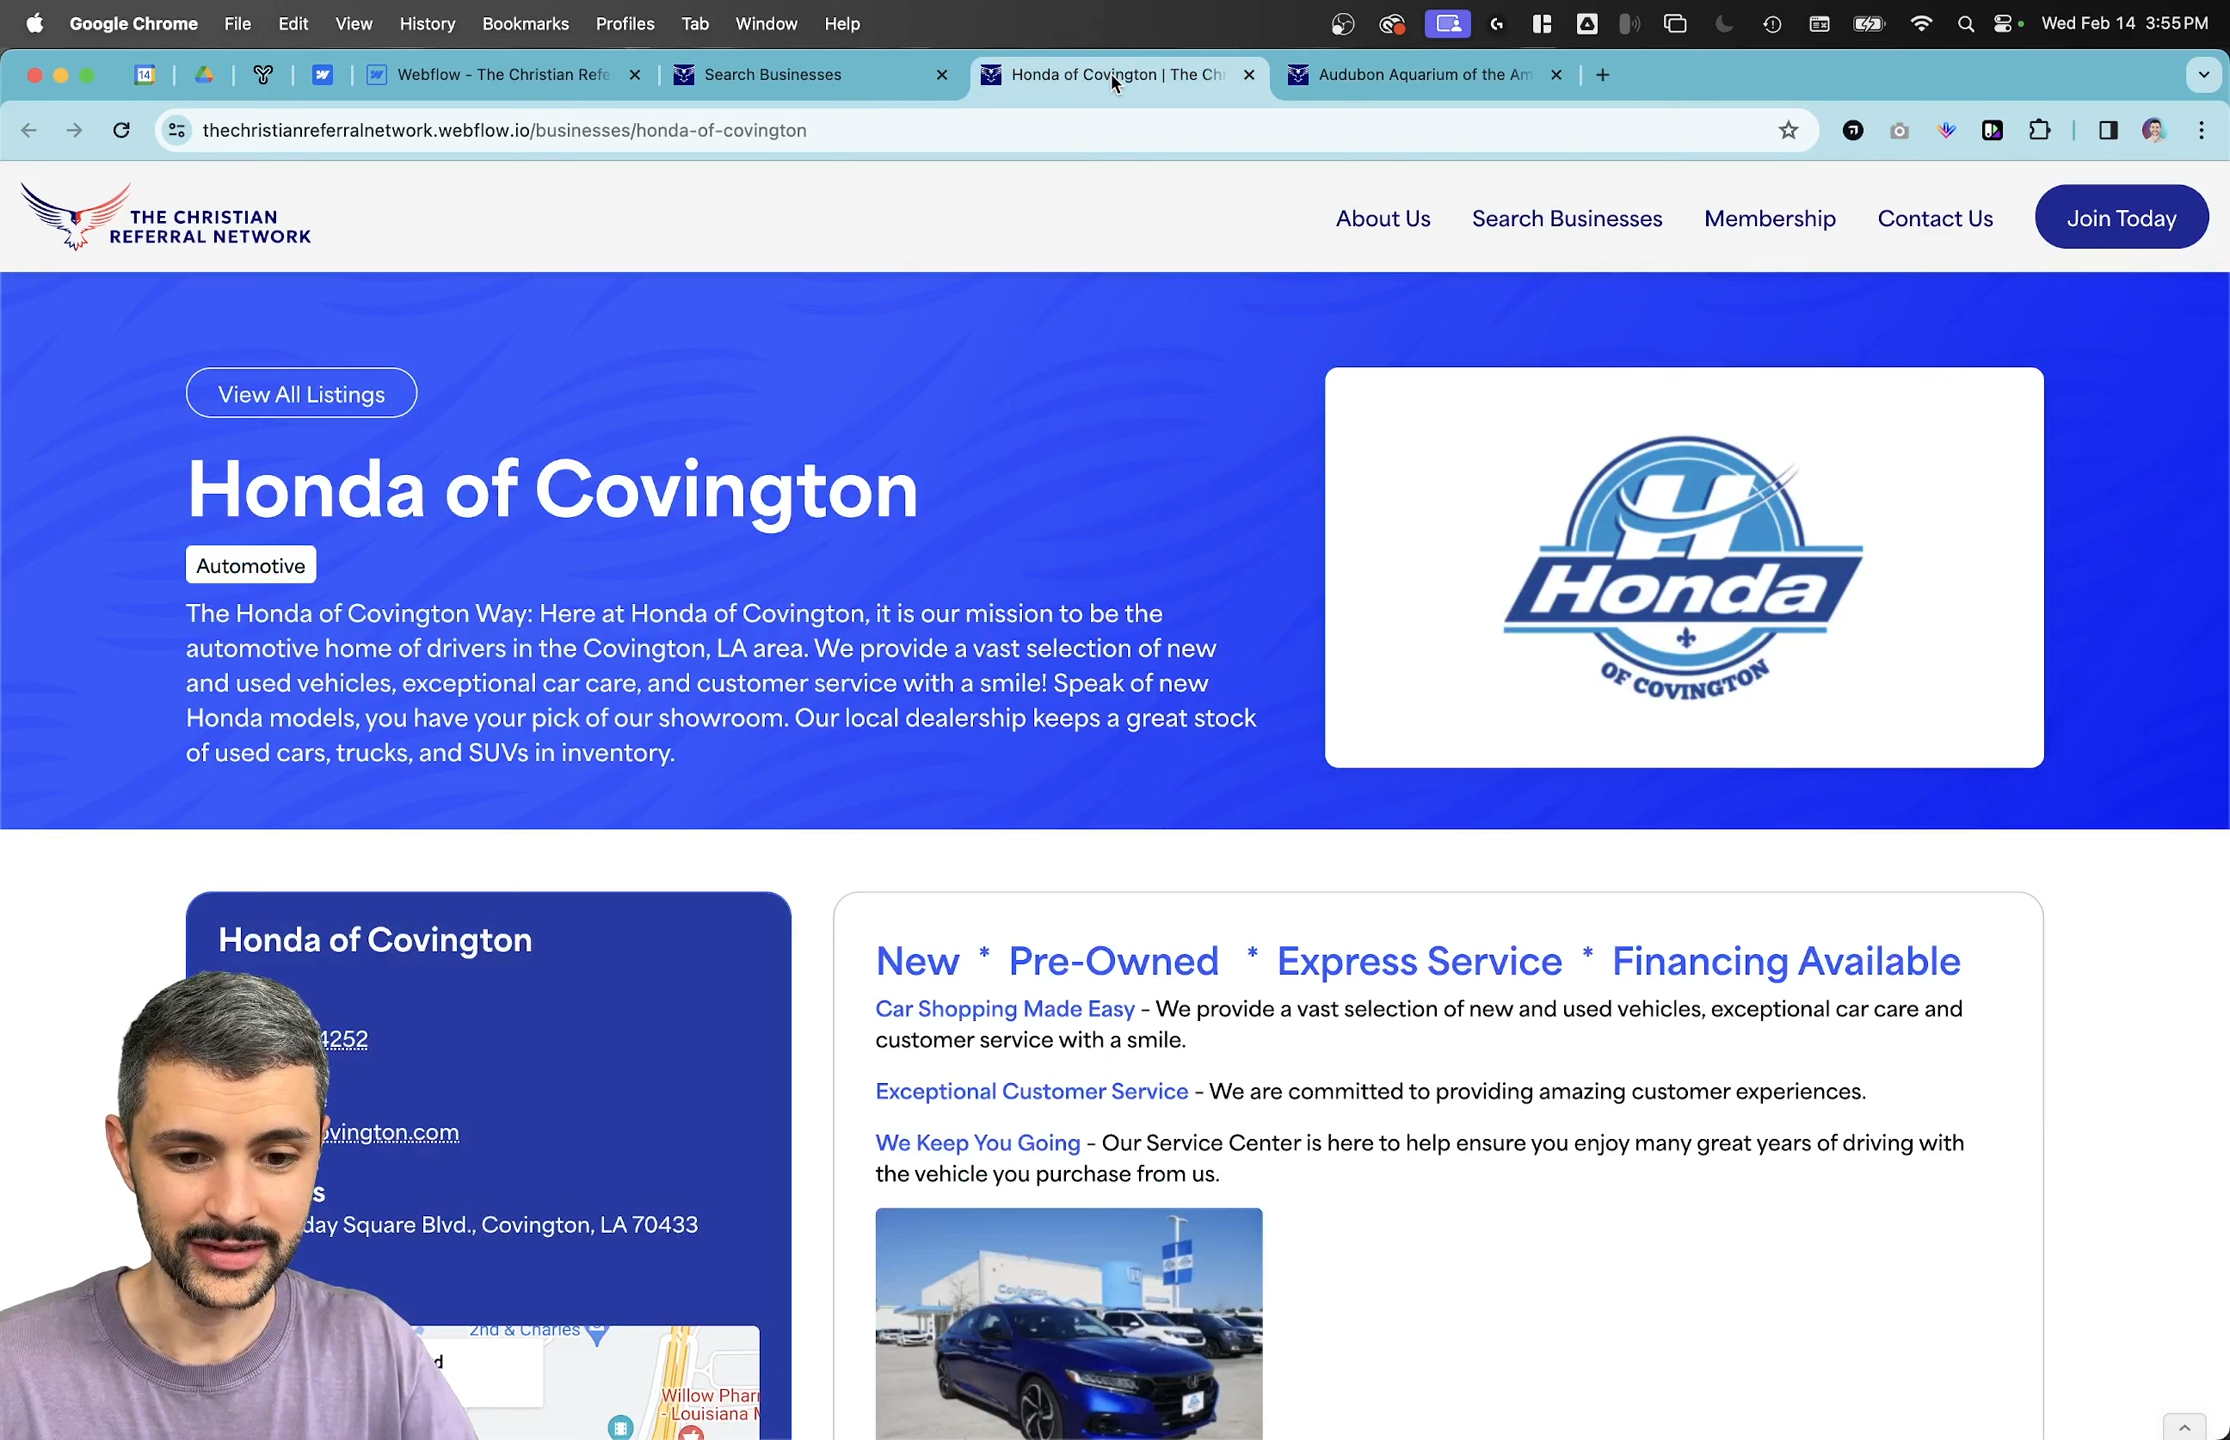 Google Chrome File Edit View History Bookmarks Profiles Tab Window Help
Wed Feb 14 3:55 PM
14
Webflow - The Christian Refe
Search Businesses
Honda of Covington | The Chr
Audubon Aquarium of the Am
thechristianreferralnetwork.webflow.io/businesses/honda-of-covington
THE CHRISTIAN
REFERRAL NETWORK
About Us Search Businesses Membership Contact Us Join Today
View All Listings
Honda of Covington
Automotive
The Honda of Covington Way: Here at Honda of Covington, it is our mission to be the
automotive home of drivers in the Covington, LA area. We provide a vast selection of new
and used vehicles, exceptional car care, and customer service with a smile! Speak of new
Honda models, you have your pick of our showroom. Our local dealership keeps a great stock
of used cars, trucks, and SUVs in inventory.
H
Honda
OF COVINGTON
Honda of Covington
4252
ovington.com
s
day Square Blvd., Covington, LA 70433
2nd & Charles
d
Willow Pharm
- Louisiana M
New * Pre-Owned * Express Service * Financing Available
Car Shopping Made Easy – We provide a vast selection of new and used vehicles, exceptional car care and
customer service with a smile.
Exceptional Customer Service – We are committed to providing amazing customer experiences.
We Keep You Going – Our Service Center is here to help ensure you enjoy many great years of driving with
the vehicle you purchase from us.
Covington